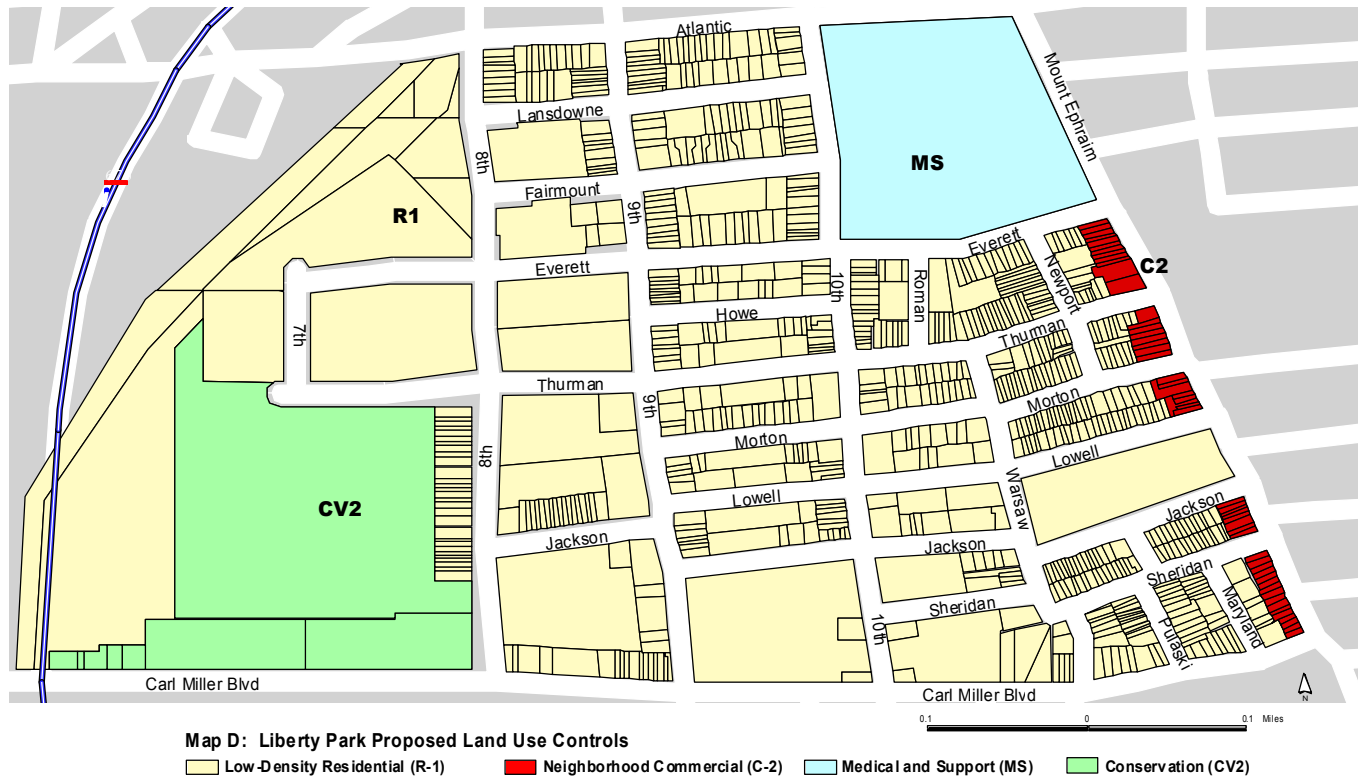 Atlantic
Mount Ephraim
Lansdowne
8th
MS
Fairmount
R1
9th
Everett
Everett
C2
Newport
Roman
10th
7th
Howe
Thurman
Thurman
9th
Morton
Morton
8th
Lowell
Warsaw
CV2
Lowell
Jackson
Jackson
Jackson
Sheridan
Sheridan
Maryland
10th
Pulaski
Carl Miller Blvd
Carl Miller Blvd
N
0.1 0 0.1 Miles
Map D: Liberty Park Proposed Land Use Controls
Low-Density Residential (R-1) Neighborhood Commercial (C-2) Medical and Support (MS) Conservation (CV2)